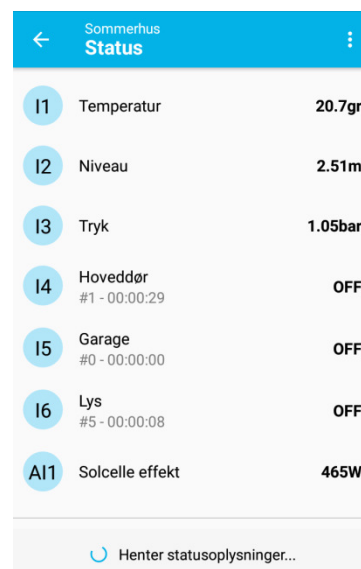 Sommerhus
Status
I1 Temperatur 20.7gr
I2 Niveau 2.51m
I3 Tryk 1.05bar
I4 Hoveddør OFF
#1 - 00:00:29
I5 Garage OFF
#0 - 00:00:00
I6 Lys OFF
#5 - 00:00:08
AI1 Solcelle effekt 465W
Henter statusoplysninger...